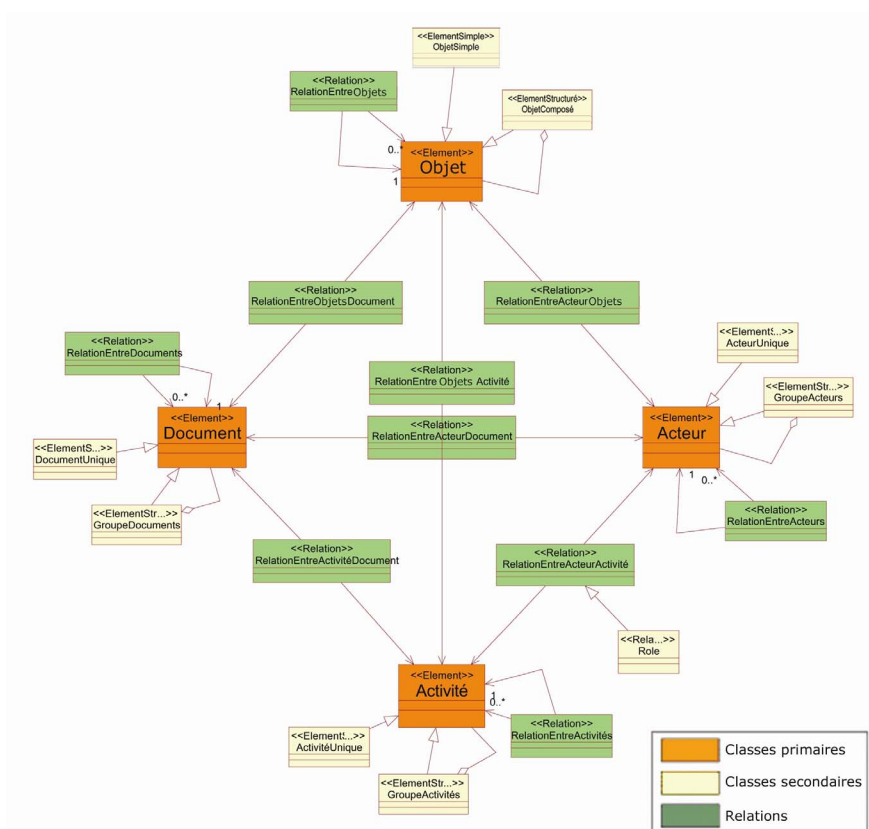 <<ElementSimple>>
ObjetSimple
<<Relation>>
RelationEntreObjets
<<ElementStructuré>>
ObjetComposé
0..*
<<Element>>
Objet
1
<<Relation>>
RelationEntreObjetsDocument
<<Relation>>
RelationEntreActeurObjets
<<Relation>>
RelationEntreDocuments
<<ElementS...>>
ActeurUnique
<<Relation>>
RelationEntre Objets Activité
<<ElementStr...>>
GroupeActeurs
0..*
1
<<Element>>
Document
<<Relation>>
RelationEntreActeurDocument
<<Element>>
Acteur
<<ElementS...>>
DocumentUnique
1
0..*
<<ElementStr...>>
GroupeDocuments
<<Relation>>
RelationEntreActeurs
<<Relation>>
RelationEntreActivitéDocument
<<Relation>>
RelationEntreActeurActivité
<<Rela...>>
Role
<<Element>>
Activité
1
0..*
<<ElementS...>>
ActivitéUnique
<<Relation>>
RelationEntreActivités
<<ElementStr...>>
GroupeActivités
Classes primaires
Classes secondaires
Relations